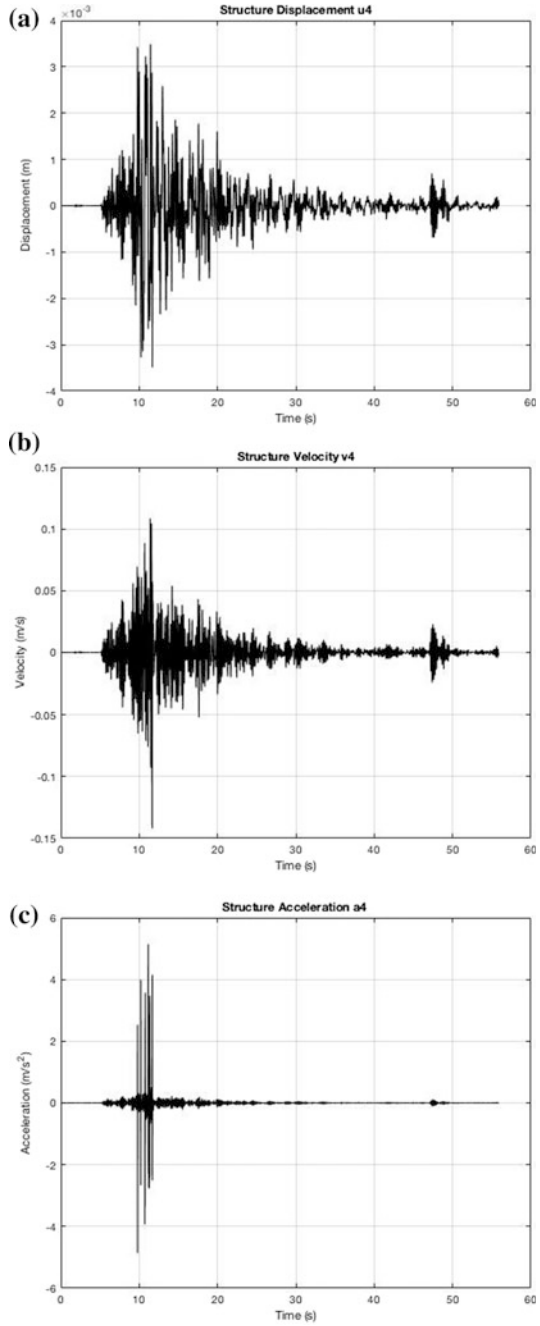 (a)
Structure Displacement u4
×10⁻³
4
3
2
1
0
-1
-2
-3
-4
Displacement (m)
0 10 20 30 40 50 60
Time (s)
(b)
Structure Velocity v4
0.15
0.1
0.05
0
-0.05
-0.1
-0.15
Velocity (m/s)
0 10 20 30 40 50 60
Time (s)
(c)
Structure Acceleration a4
6
4
2
0
-2
-4
-6
Acceleration (m/s²)
0 10 20 30 40 50 60
Time (s)